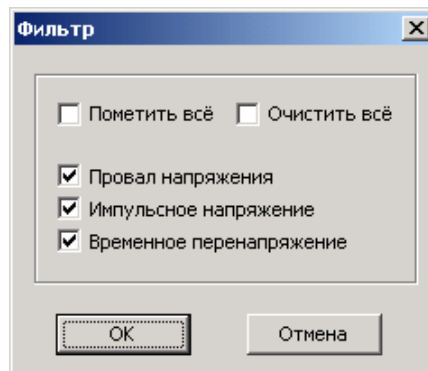 Фильтр
Пометить всё Очистить всё
Провал напряжения
Импульсное напряжение
Временное перенапряжение
OK Отмена